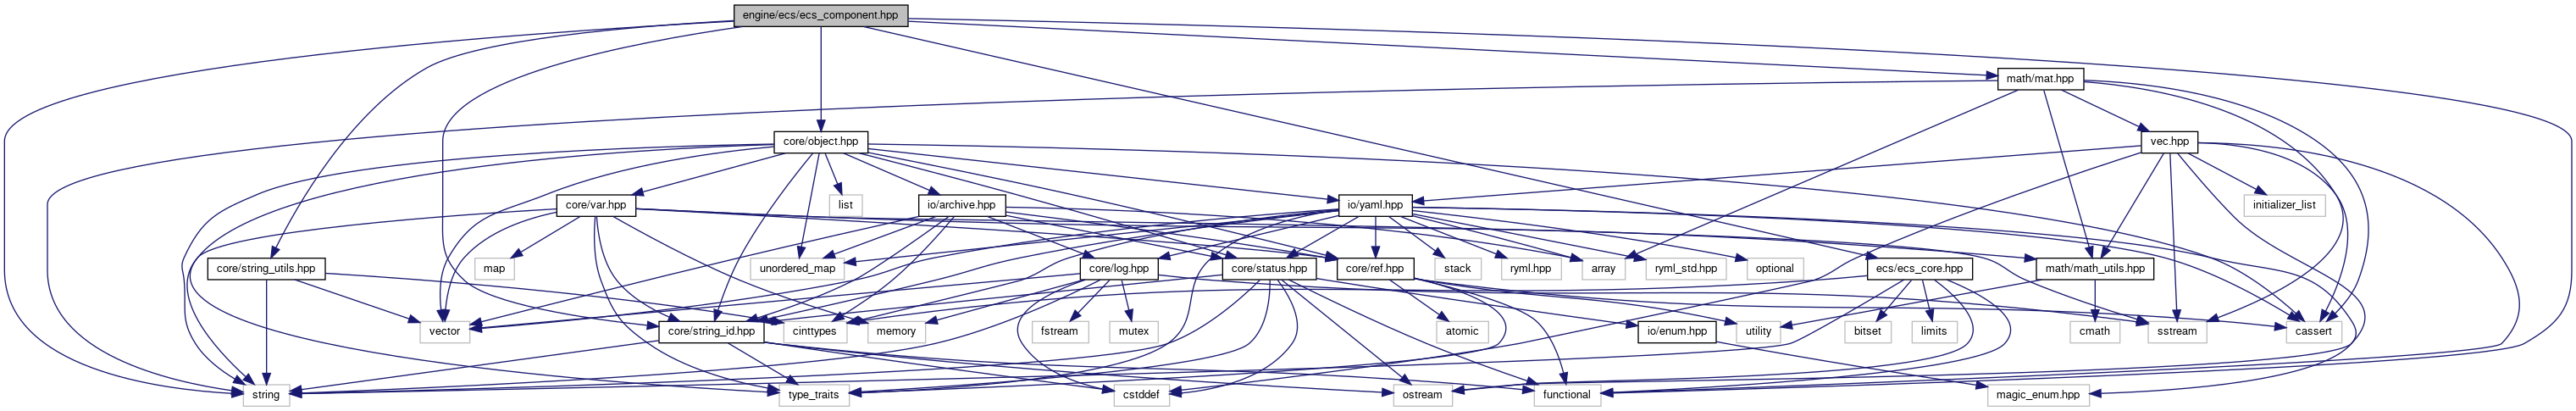 engine/ecs/ecs_component.hpp
math/mat.hpp
core/object.hpp
vec.hpp
core/var.hpp
list
io/archive.hpp
io/yaml.hpp
initializer_list
core/string_utils.hpp
map
unordered_map
core/log.hpp
core/status.hpp
core/ref.hpp
stack
ryml.hpp
array
ryml_std.hpp
optional
ecs/ecs_core.hpp
math/math_utils.hpp
vector
core/string_id.hpp
cinttypes
memory
fstream
mutex
atomic
io/enum.hpp
utility
bitset
limits
cmath
sstream
cassert
string
type_traits
cstddef
ostream
functional
magic_enum.hpp